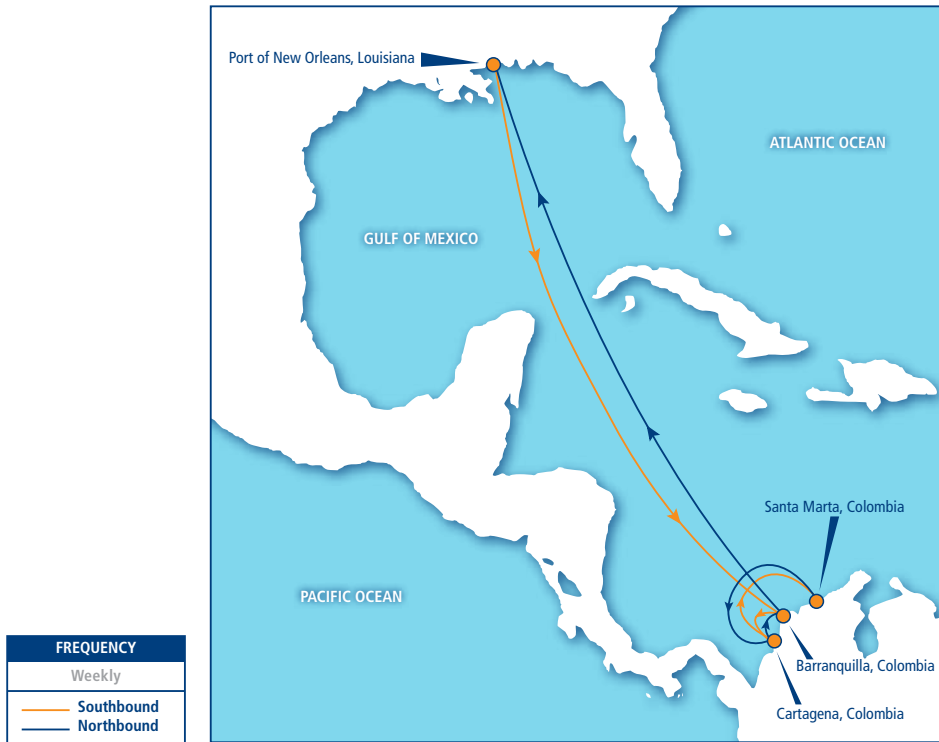 Port of New Orleans, Louisiana
ATLANTIC OCEAN
GULF OF MEXICO
Santa Marta, Colombia
PACIFIC OCEAN
Barranquilla, Colombia
Cartagena, Colombia
FREQUENCY
Weekly
Southbound
Northbound